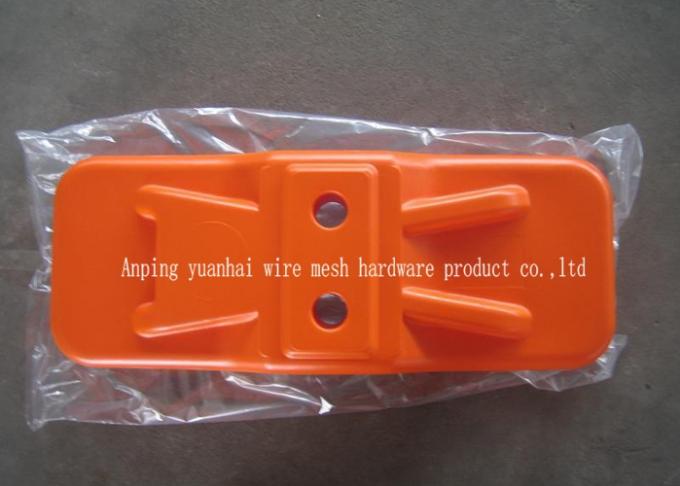 Anping yuanhai wire mesh hardware product co.,ltd